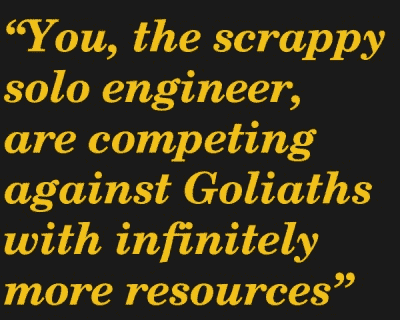 “You, the scrappy
solo engineer,
are competing
against Goliaths
with infinitely
more resources”